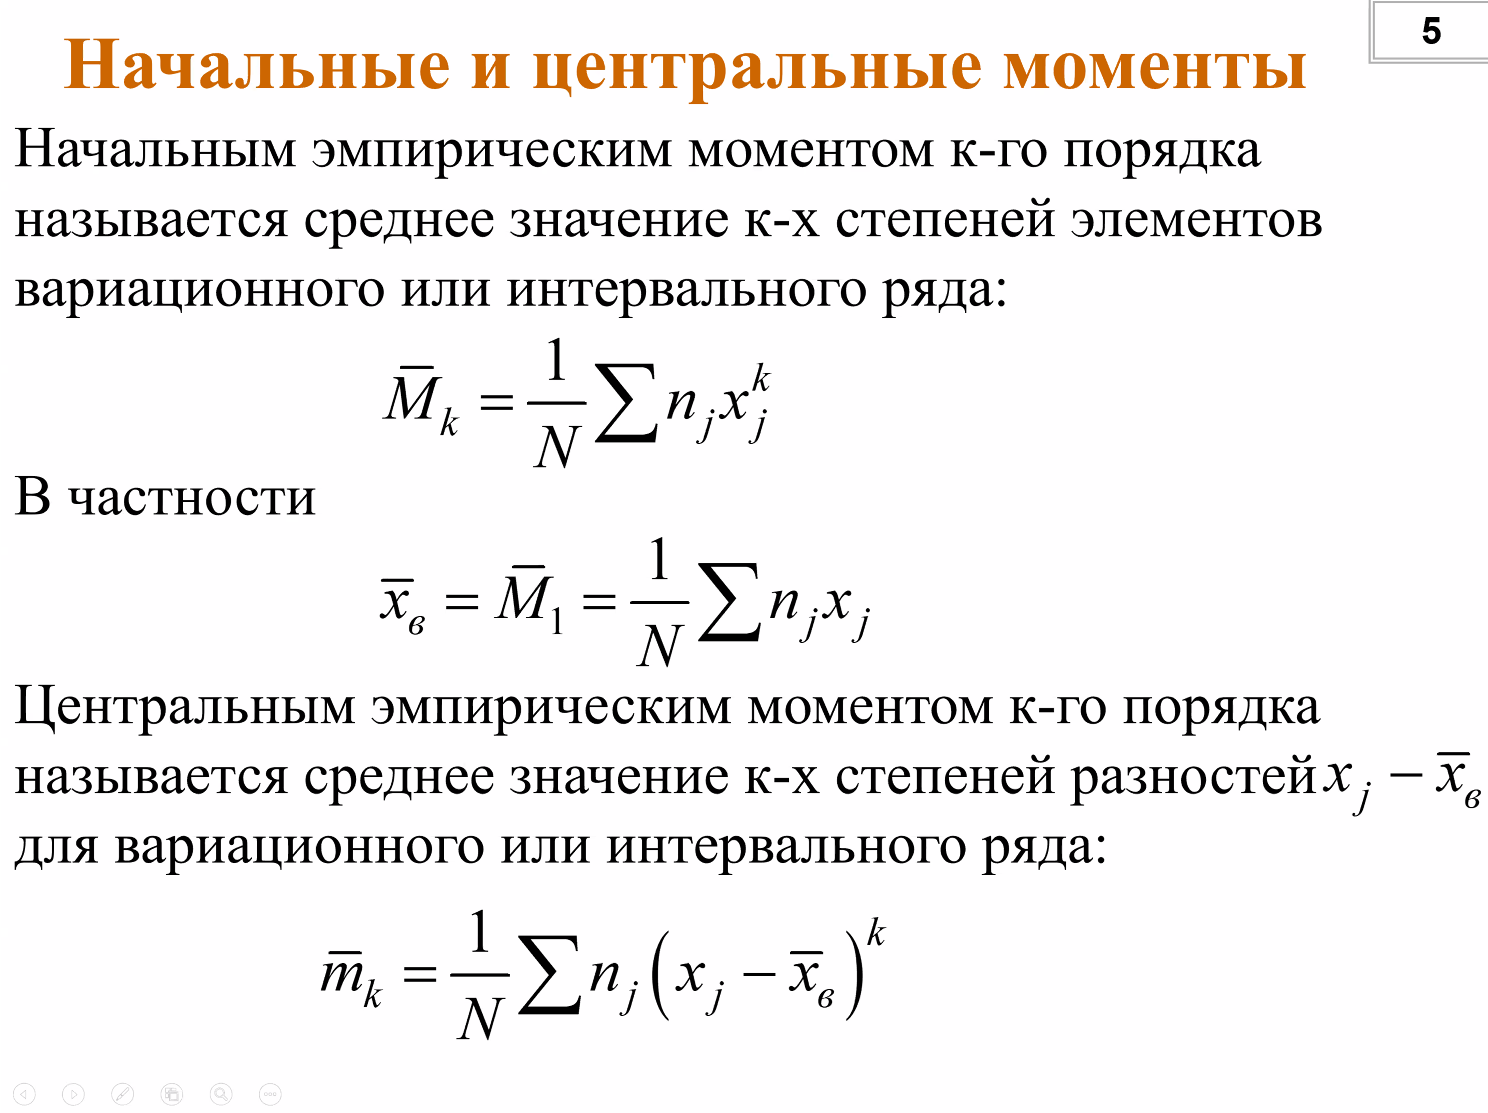 5
Начальные и центральные моменты
Начальным эмпирическим моментом к-го порядка
называется среднее значение к-х степеней элементов
вариационного или интервального ряда:
M̅_k = 1/N ∑ n_j x_j^k
В частности
x̅_в = M̅_1 = 1/N ∑ n_j x_j
Центральным эмпирическим моментом к-го порядка
называется среднее значение к-х степеней разностей x_j − x̅_в
для вариационного или интервального ряда:
m̅_k = 1/N ∑ n_j (x_j − x̅_в)^k